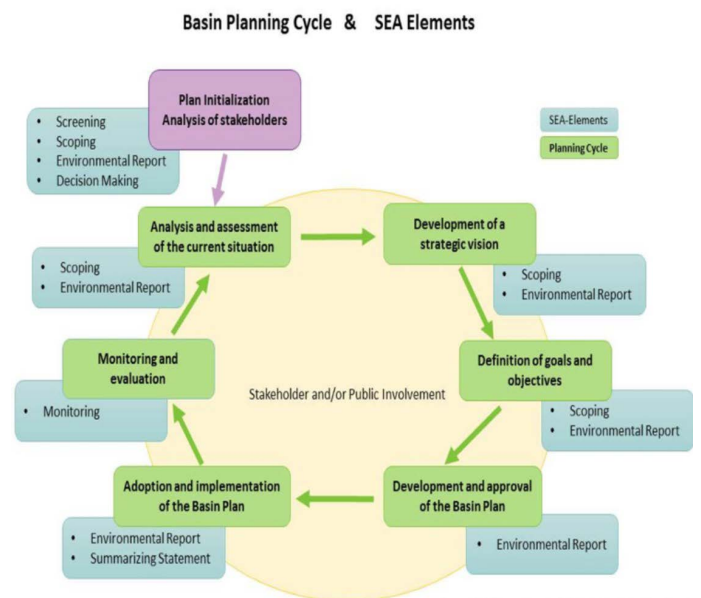 Basin Planning Cycle & SEA Elements
Plan Initialization
Analysis of stakeholders
• Screening
• Scoping
• Environmental Report
• Decision Making
SEA-Elements
Planning Cycle
Analysis and assessment
of the current situation
• Scoping
• Environmental Report
Development of a
strategic vision
• Scoping
• Environmental Report
Definition of goals and
objectives
• Scoping
• Environmental Report
Monitoring and
evaluation
• Monitoring
Stakeholder and/or Public Involvement
Adoption and implementation
of the Basin Plan
• Environmental Report
• Summarizing Statement
Development and approval
of the Basin Plan
• Environmental Report